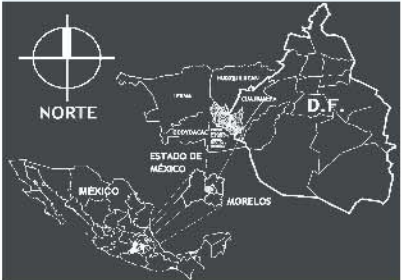 NORTE
HUIXQUILUCAN
LERMA
CUAJIMALPA
D.F.
OCOYOACAC
ESTADO DE
MÉXICO
MÉXICO
MORELOS